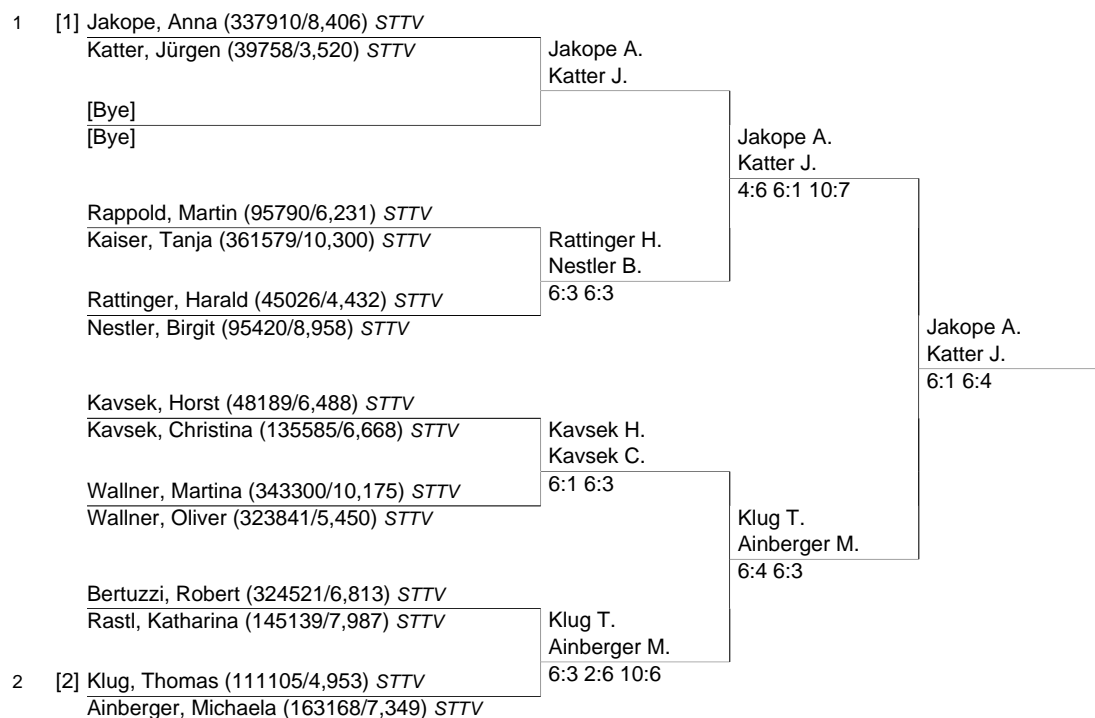 1 [1] Jakope, Anna (337910/8,406) STTV
Katter, Jürgen (39758/3,520) STTV
Jakope A.
Katter J.
[Bye]
[Bye]
Jakope A.
Katter J.
4:6 6:1 10:7
Rappold, Martin (95790/6,231) STTV
Kaiser, Tanja (361579/10,300) STTV
Rattinger H.
Nestler B.
6:3 6:3
Rattinger, Harald (45026/4,432) STTV
Nestler, Birgit (95420/8,958) STTV
Jakope A.
Katter J.
6:1 6:4
Kavsek, Horst (48189/6,488) STTV
Kavsek, Christina (135585/6,668) STTV
Kavsek H.
Kavsek C.
6:1 6:3
Wallner, Martina (343300/10,175) STTV
Wallner, Oliver (323841/5,450) STTV
Klug T.
Ainberger M.
6:4 6:3
Bertuzzi, Robert (324521/6,813) STTV
Rastl, Katharina (145139/7,987) STTV
Klug T.
Ainberger M.
6:3 2:6 10:6
2 [2] Klug, Thomas (111105/4,953) STTV
Ainberger, Michaela (163168/7,349) STTV